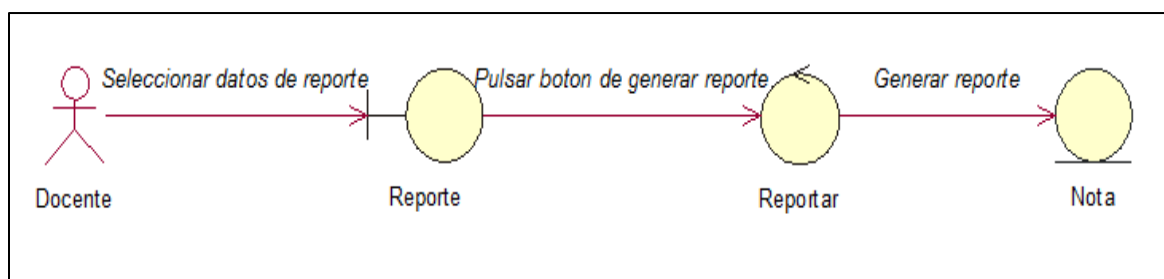 Seleccionar datos de reporte
Pulsar boton de generar reporte
Generar reporte
Docente
Reporte
Reportar
Nota